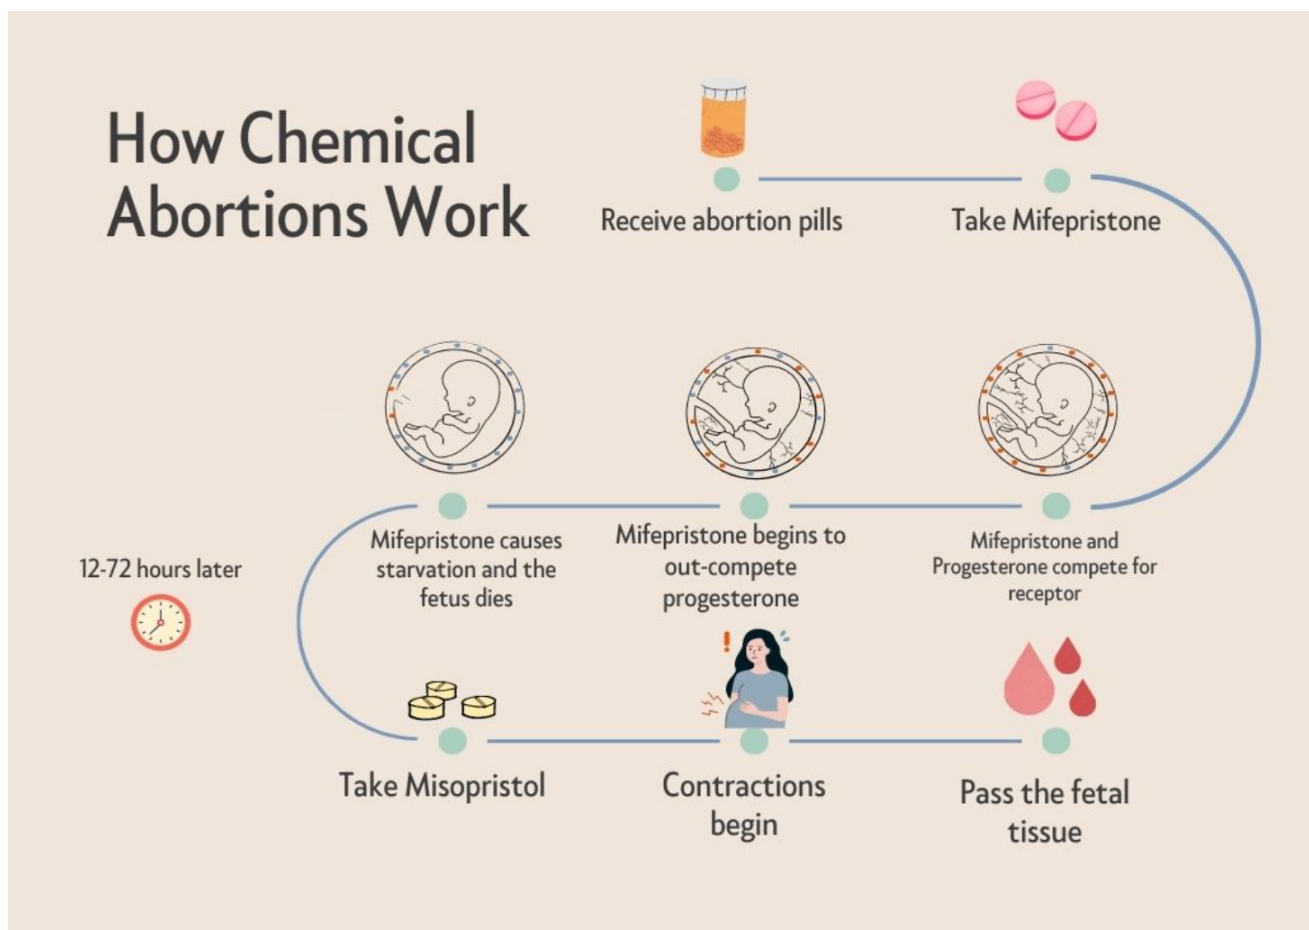 How Chemical
Abortions Work
Receive abortion pills
Take Mifepristone
Mifepristone and
Progesterone compete for
receptor
Mifepristone begins to
out-compete
progesterone
Mifepristone causes
starvation and the
fetus dies
12-72 hours later
Take Misopristol
Contractions
begin
Pass the fetal
tissue